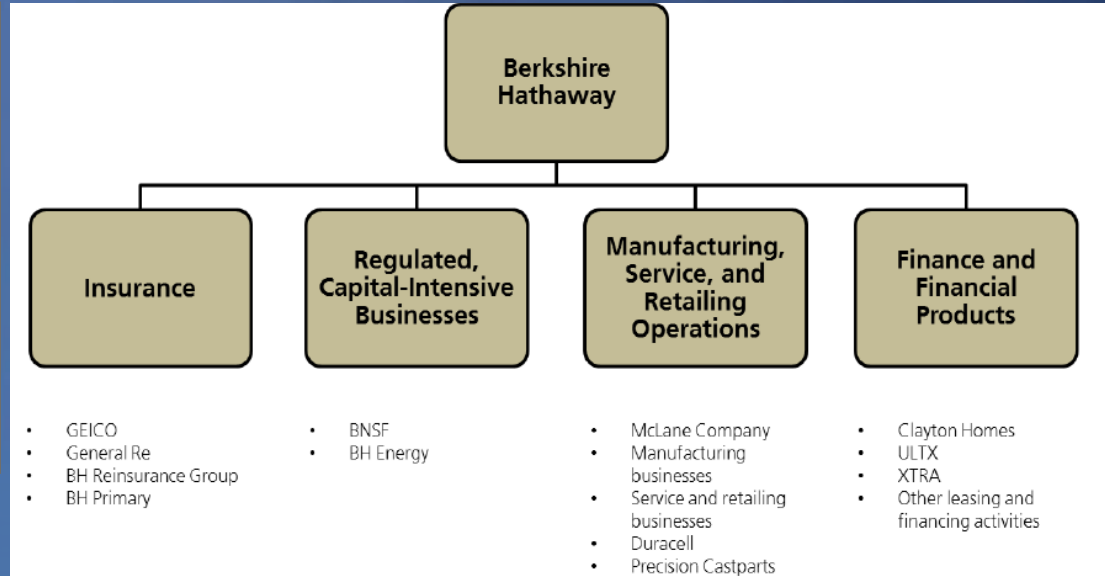 Berkshire
Hathaway
Insurance
Regulated,
Capital-Intensive
Businesses
Manufacturing,
Service, and
Retailing
Operations
Finance and
Financial
Products
• GEICO
• General Re
• BH Reinsurance Group
• BH Primary
• BNSF
• BH Energy
• McLane Company
• Manufacturing
businesses
• Service and retailing
businesses
• Duracell
• Precision Castparts
• Clayton Homes
• ULTX
• XTRA
• Other leasing and
financing activities